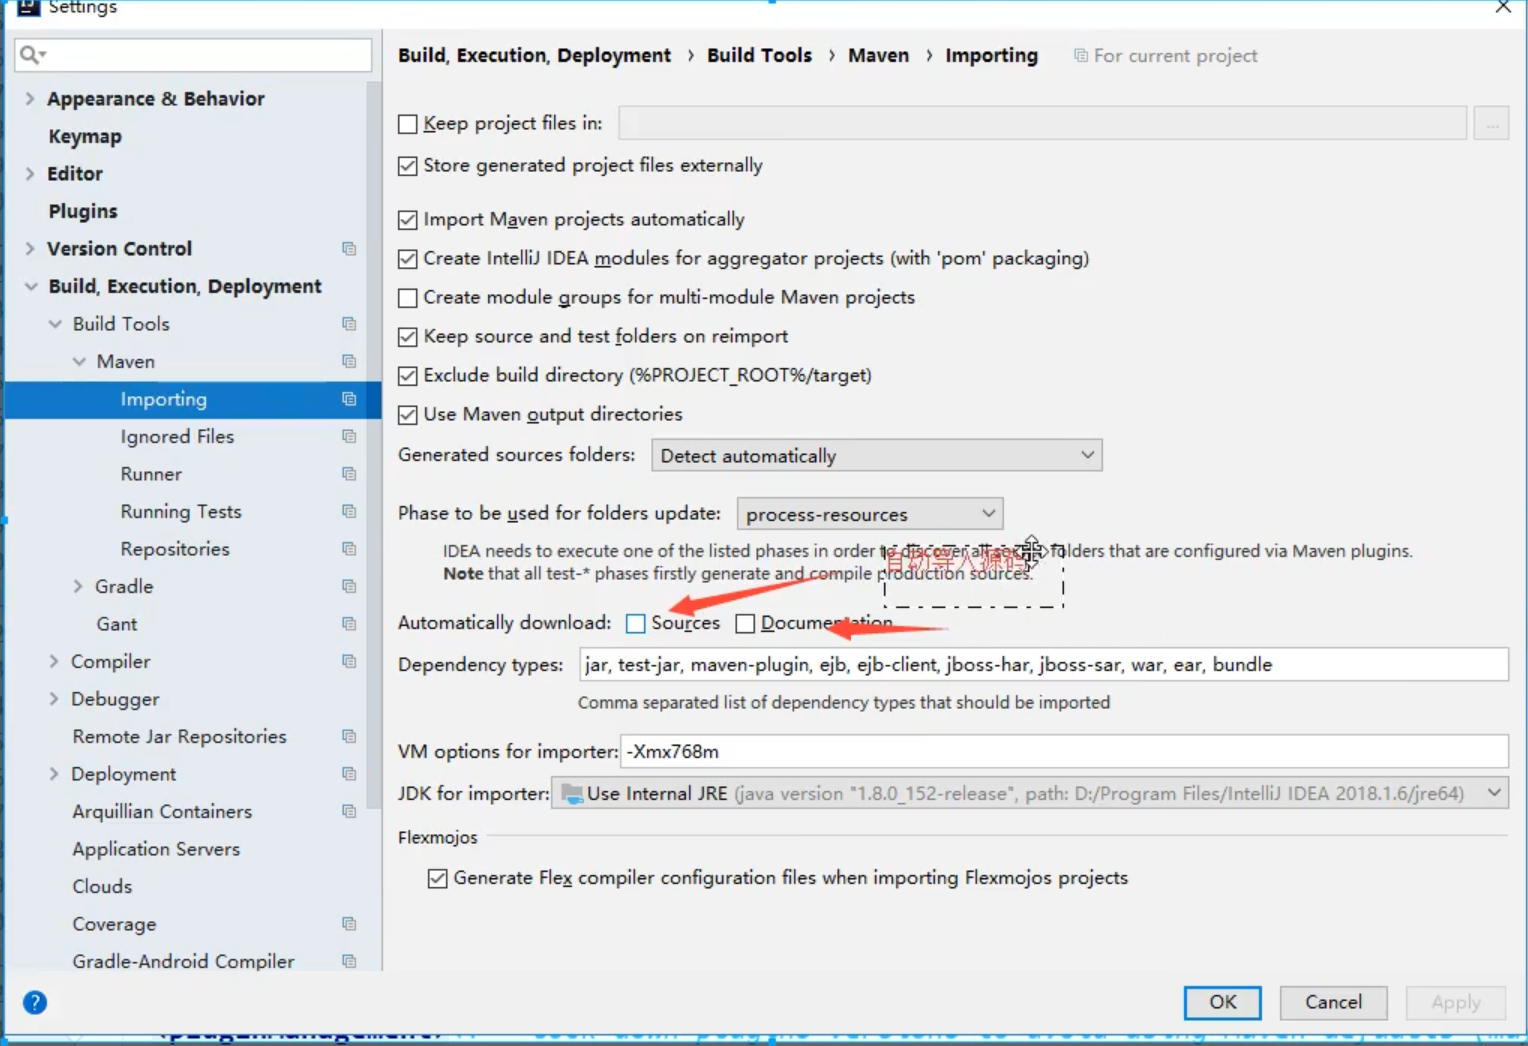 Settings
Build, Execution, Deployment › Build Tools › Maven › Importing For current project
Appearance & Behavior
Keymap
Editor
Plugins
Version Control
Build, Execution, Deployment
Build Tools
Maven
Importing
Ignored Files
Runner
Running Tests
Repositories
Gradle
Gant
Compiler
Debugger
Remote Jar Repositories
Deployment
Arquillian Containers
Application Servers
Clouds
Coverage
Gradle-Android Compiler
Keep project files in: ...
Store generated project files externally
Import Maven projects automatically
Create IntelliJ IDEA modules for aggregator projects (with 'pom' packaging)
Create module groups for multi-module Maven projects
Keep source and test folders on reimport
Exclude build directory (%PROJECT_ROOT%/target)
Use Maven output directories
Generated sources folders: Detect automatically
Phase to be used for folders update: process-resources
IDEA needs to execute one of the listed phases in order to discover all source folders that are configured via Maven plugins.
自动导入源码
Note that all test-* phases firstly generate and compile production sources.
Automatically download: Sources Documentation
Dependency types: jar, test-jar, maven-plugin, ejb, ejb-client, jboss-har, jboss-sar, war, ear, bundle
Comma separated list of dependency types that should be imported
VM options for importer: -Xmx768m
JDK for importer: Use Internal JRE (java version "1.8.0_152-release", path: D:/Program Files/IntelliJ IDEA 2018.1.6/jre64)
Flexmojos
Generate Flex compiler configuration files when importing Flexmojos projects
? OK Cancel Apply